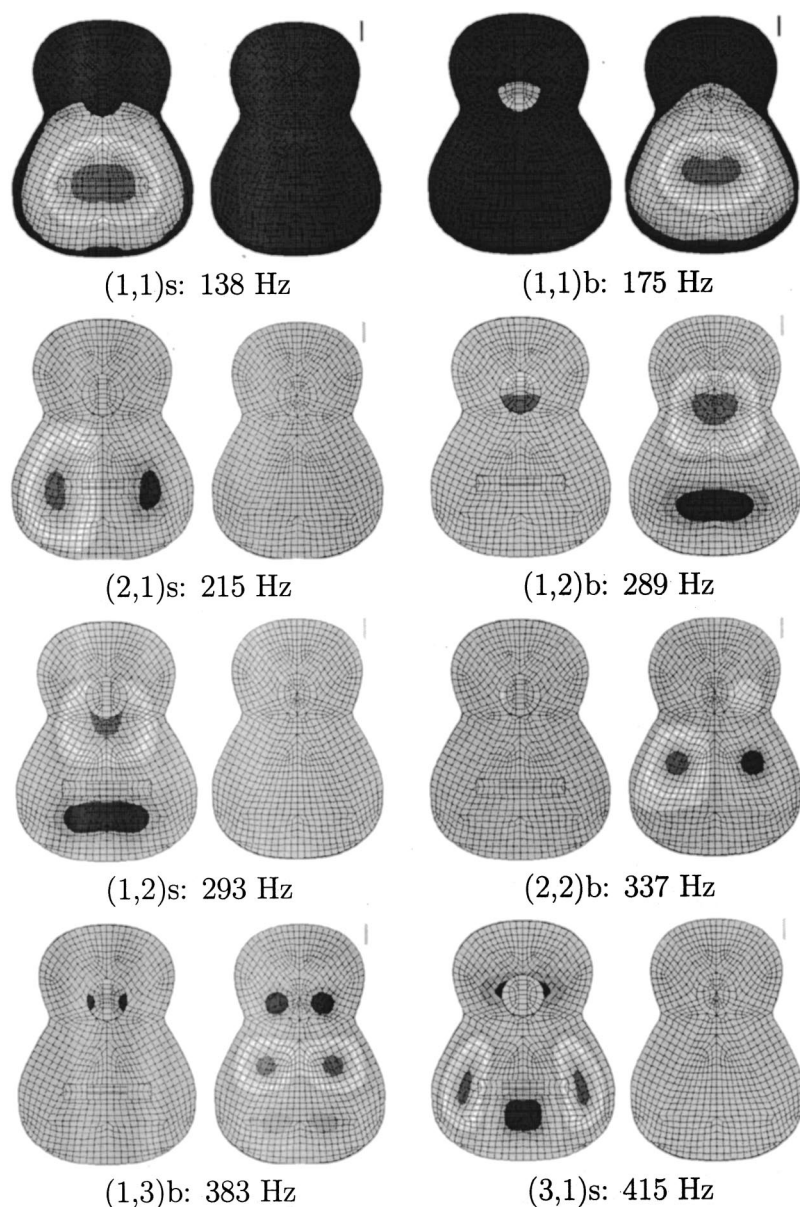 (1,1)s: 138 Hz
(1,1)b: 175 Hz
(2,1)s: 215 Hz
(1,2)b: 289 Hz
(1,2)s: 293 Hz
(2,2)b: 337 Hz
(1,3)b: 383 Hz
(3,1)s: 415 Hz